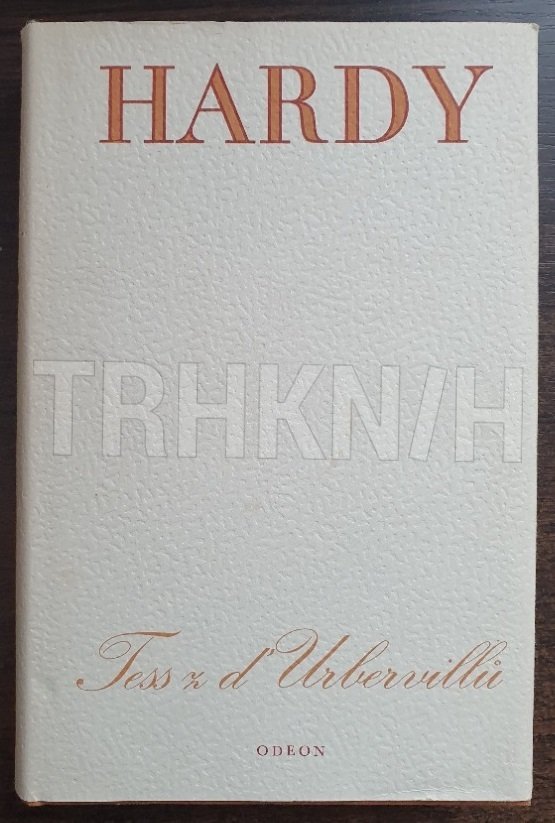 HARDY
TRHKNIH
Tess z d'Urbervillů
ODEON